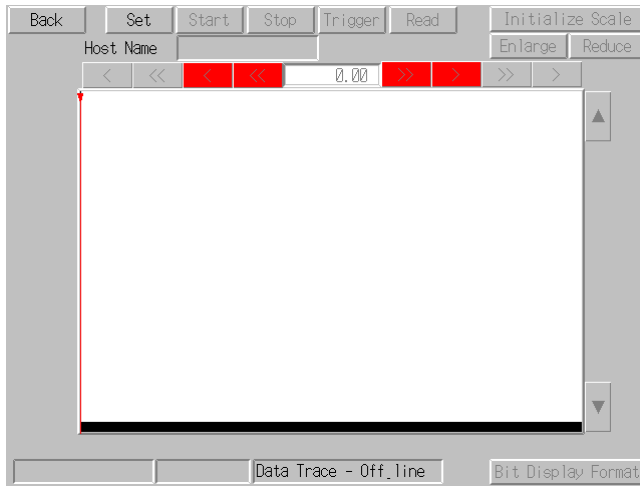 Back Set Start Stop Trigger Read Initialize Scale
Host Name Enlarge Reduce
< << < << 0.00 >> > >> >
▲
▼
Data Trace - Off_line Bit Display Format